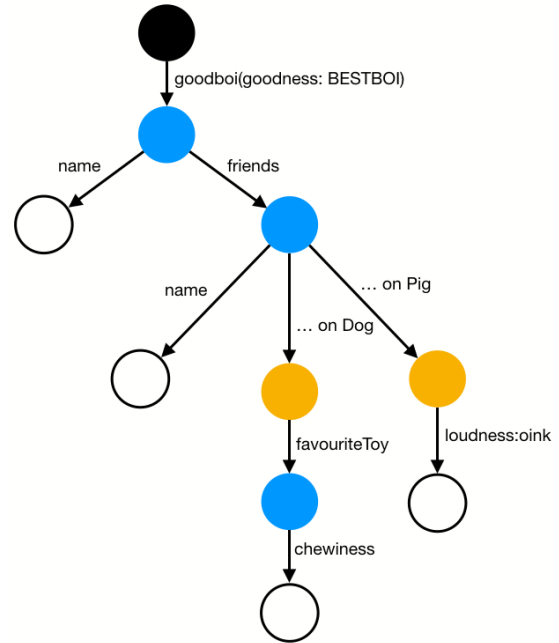 goodboi(goodness: BESTBOI)
name
friends
name
... on Dog
... on Pig
favouriteToy
loudness:oink
chewiness